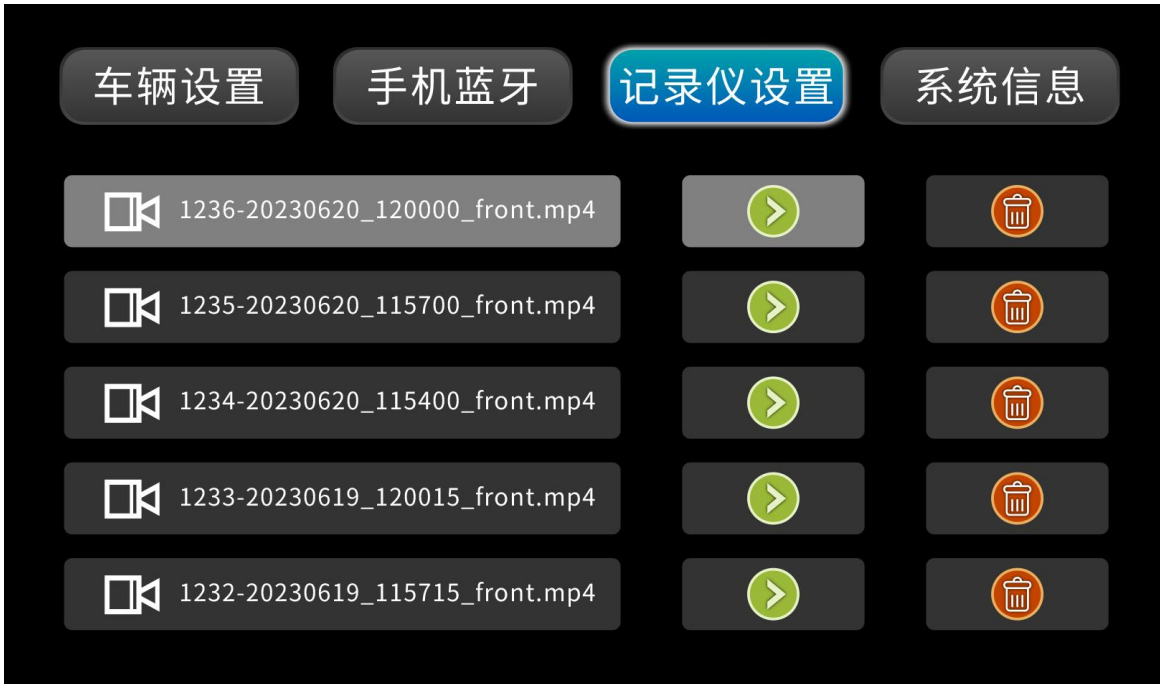 车辆设置 手机蓝牙 记录仪设置 系统信息
1236-20230620_120000_front.mp4
1235-20230620_115700_front.mp4
1234-20230620_115400_front.mp4
1233-20230619_120015_front.mp4
1232-20230619_115715_front.mp4